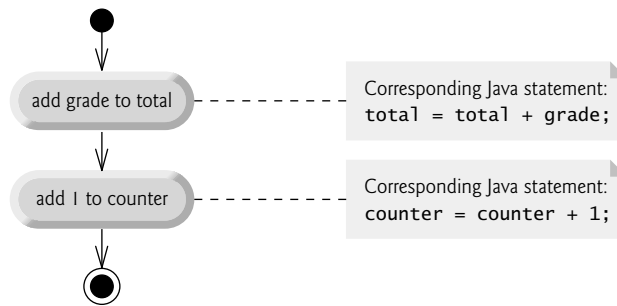 add grade to total
Corresponding Java statement:
total = total + grade;
add 1 to counter
Corresponding Java statement:
counter = counter + 1;